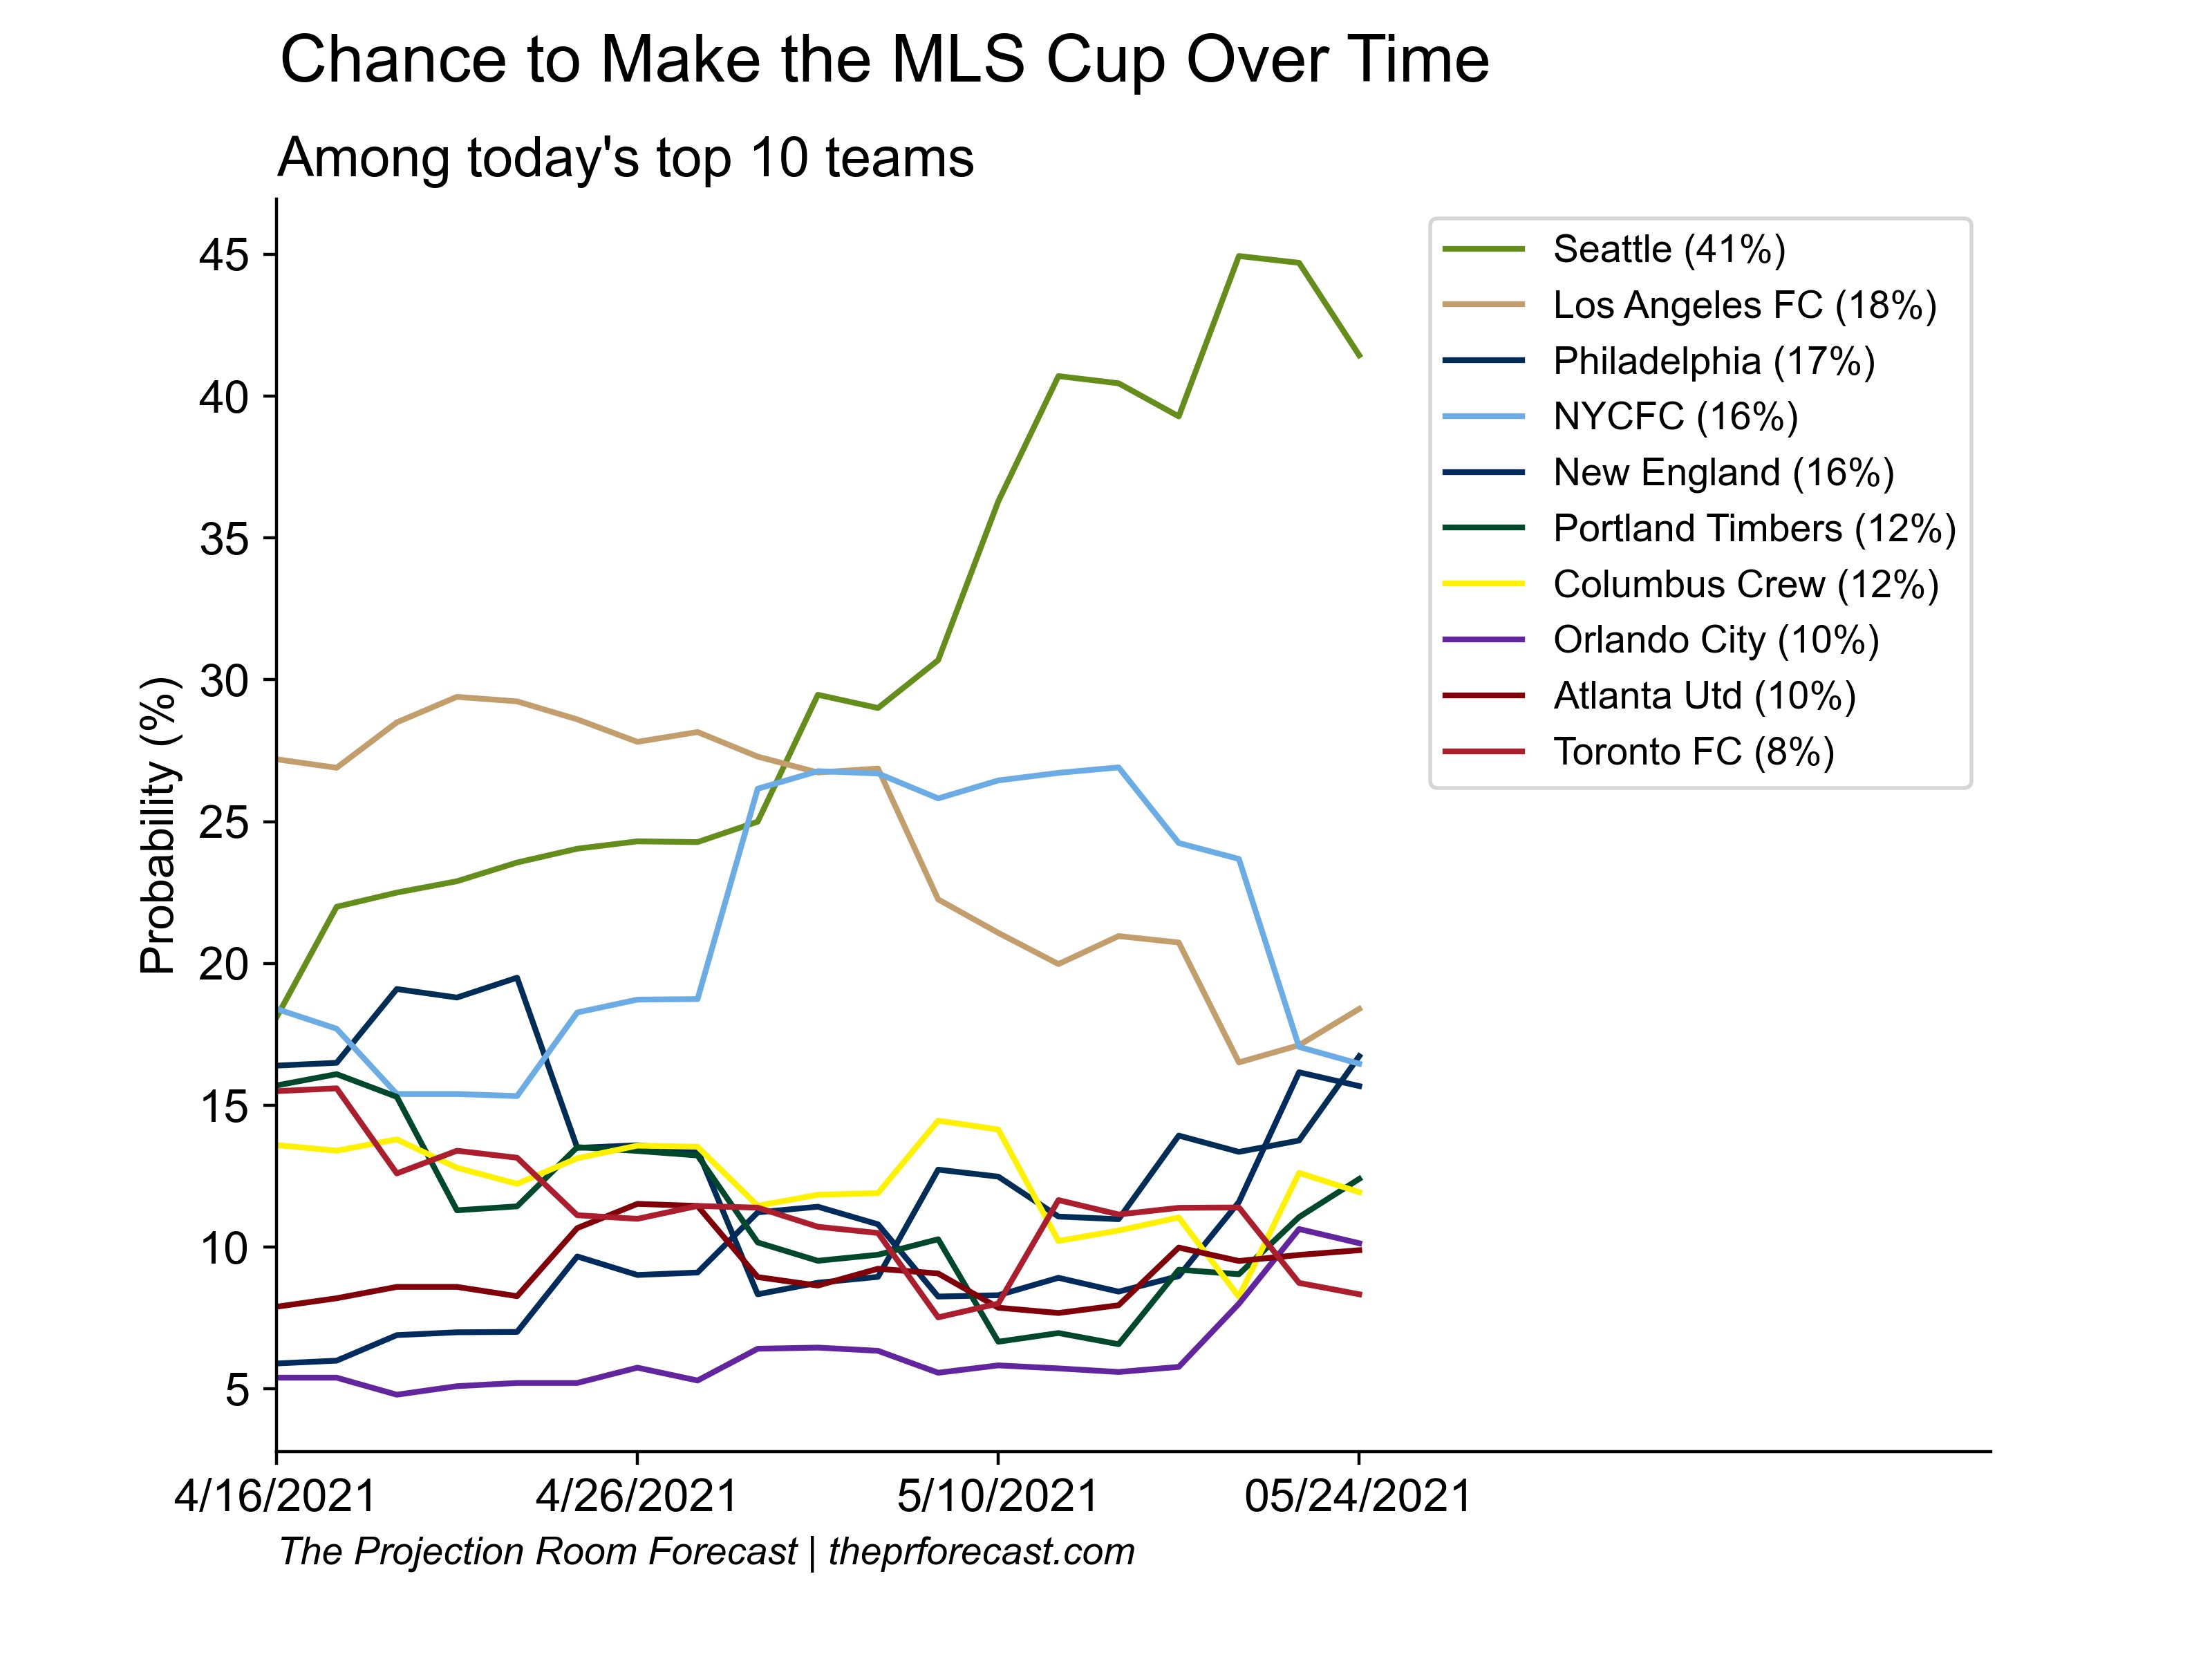 Chance to Make the MLS Cup Over Time
Among today's top 10 teams
Seattle (41%)
Los Angeles FC (18%)
Philadelphia (17%)
NYCFC (16%)
New England (16%)
Portland Timbers (12%)
Columbus Crew (12%)
Orlando City (10%)
Atlanta Utd (10%)
Toronto FC (8%)
Probability (%)
45
40
35
30
25
20
15
10
5
4/16/2021
4/26/2021
5/10/2021
05/24/2021
The Projection Room Forecast | theprforecast.com